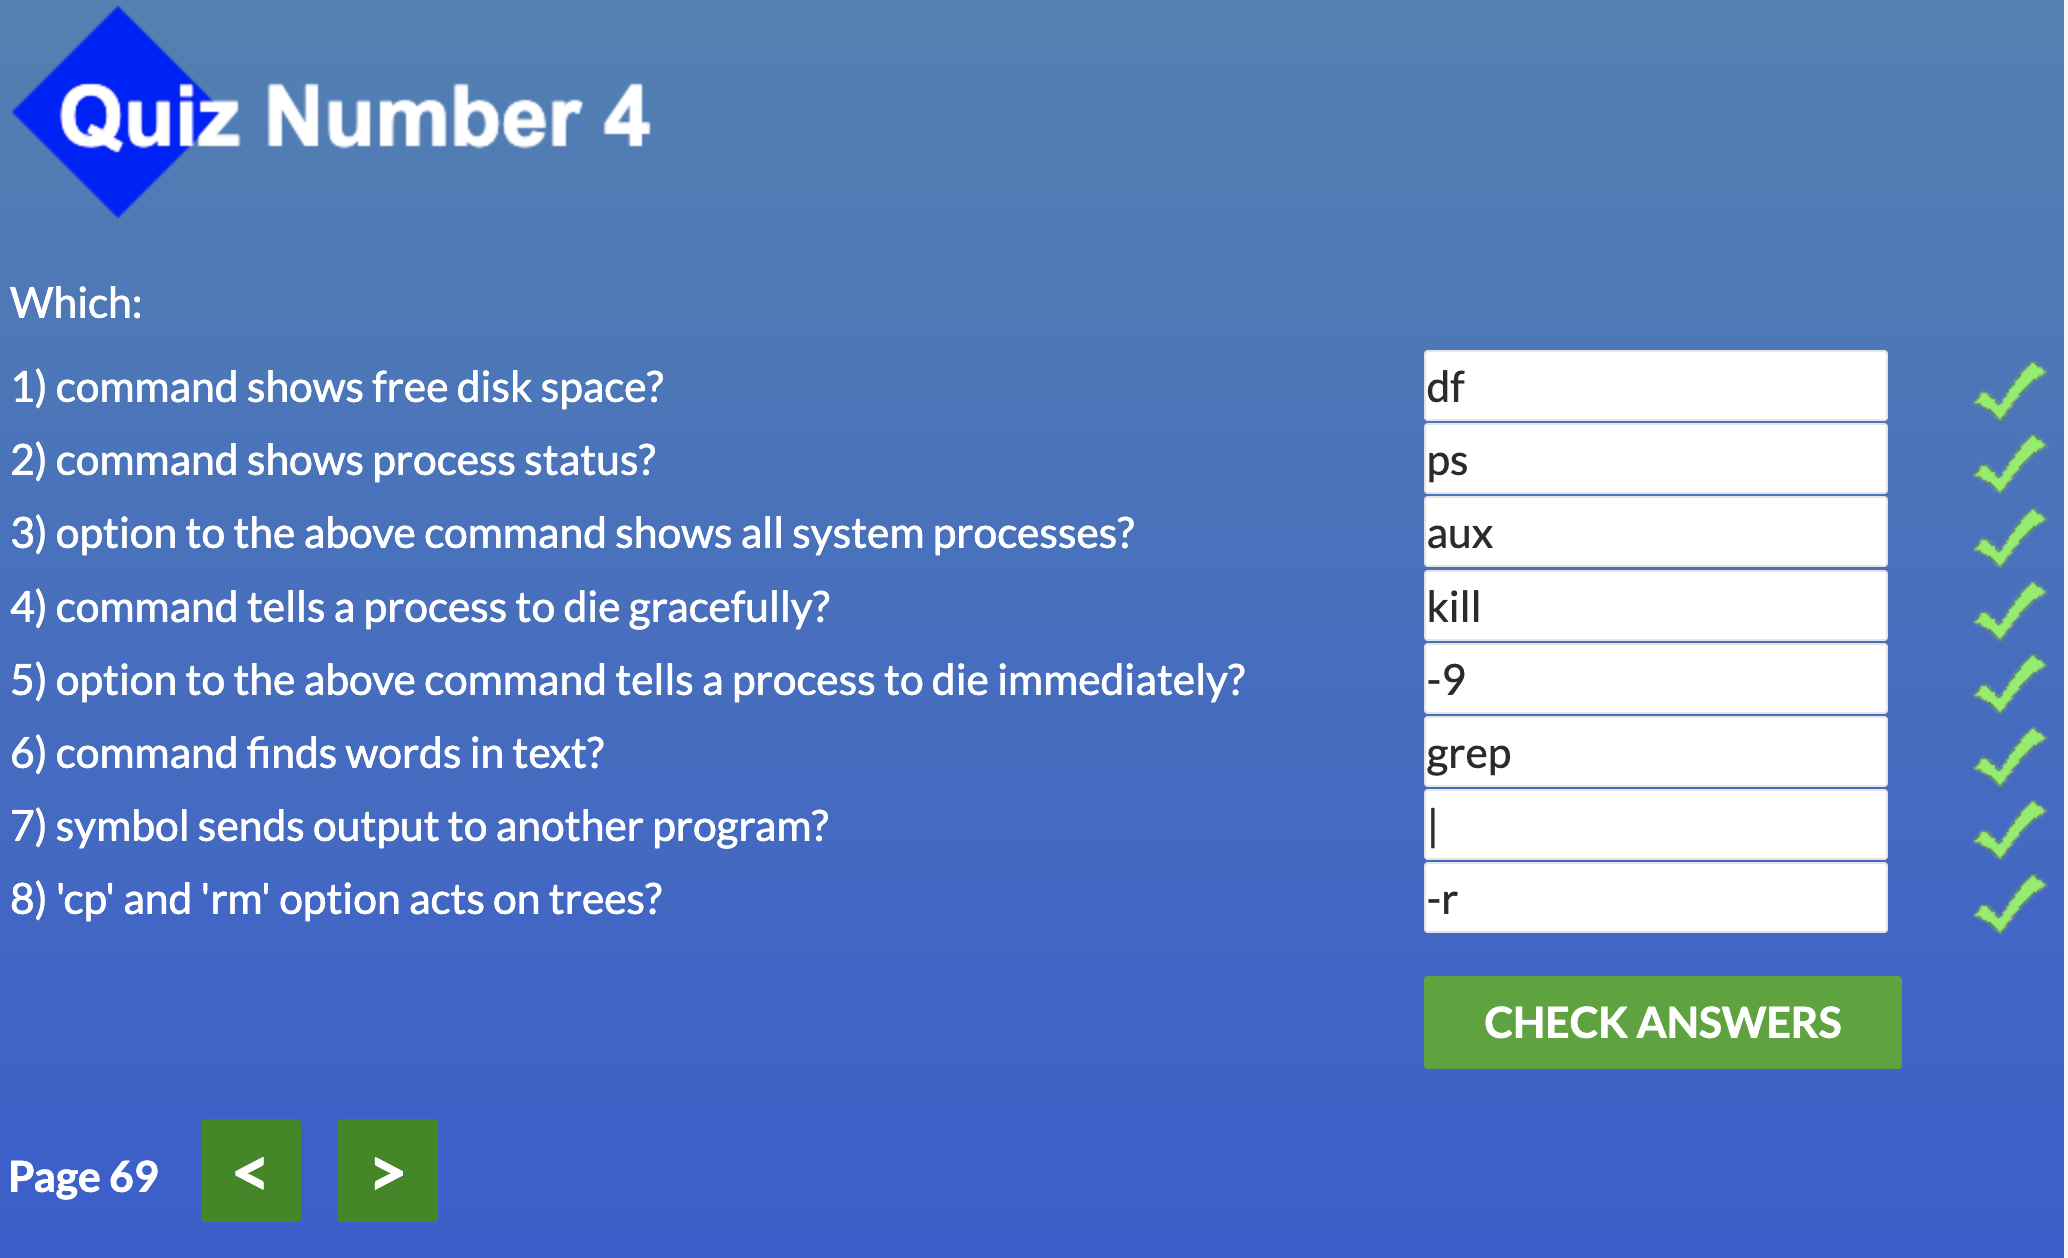 Quiz Number 4
Which:
1) command shows free disk space? df
2) command shows process status? ps
3) option to the above command shows all system processes? aux
4) command tells a process to die gracefully? kill
5) option to the above command tells a process to die immediately? -9
6) command finds words in text? grep
7) symbol sends output to another program? |
8) 'cp' and 'rm' option acts on trees? -r
CHECK ANSWERS
Page 69 < >